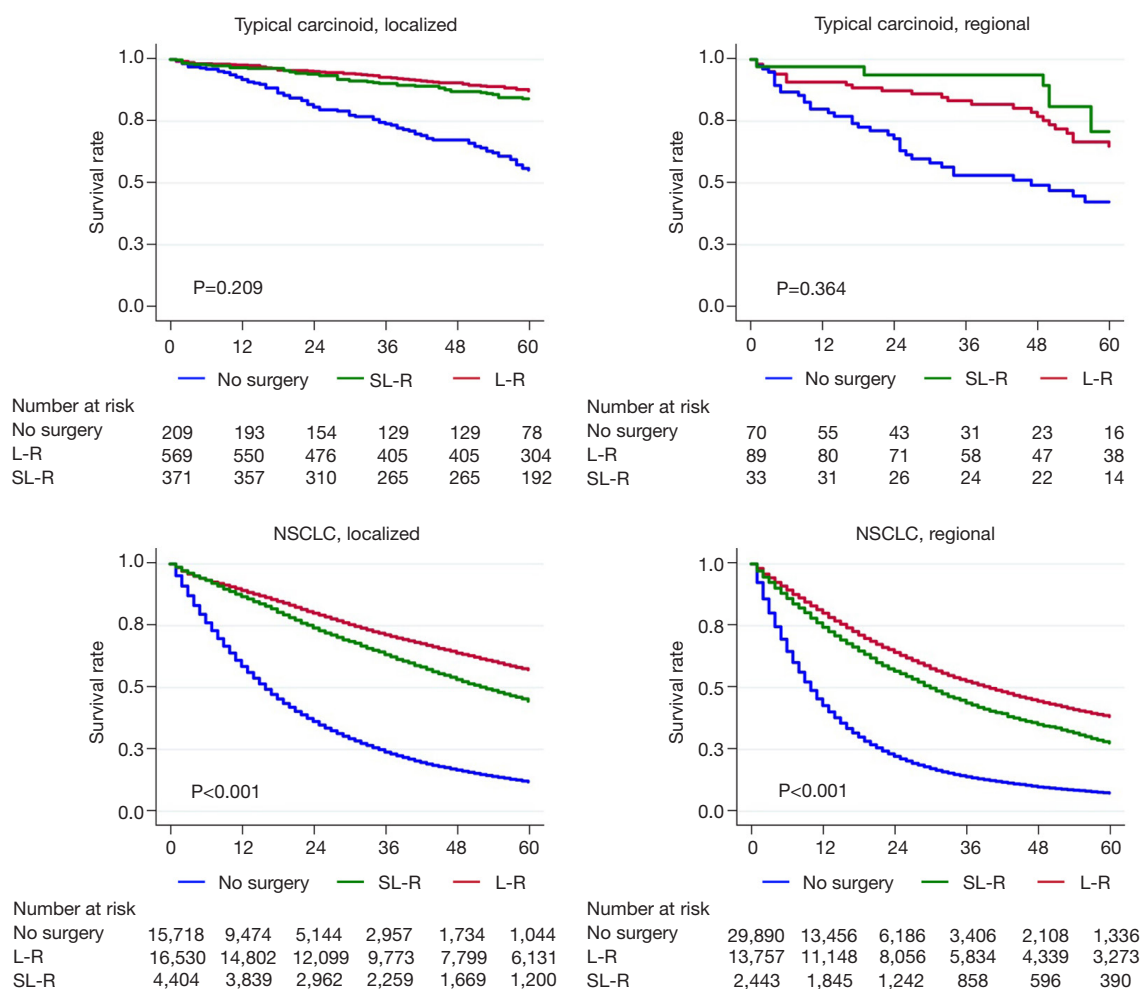 Typical carcinoid, localized
1.0
0.8
0.5
0.3
0.0
Survival rate
P=0.209
0 12 24 36 48 60
No surgery SL-R L-R
Number at risk
No surgery 209 193 154 129 129 78
L-R 569 550 476 405 405 304
SL-R 371 357 310 265 265 192
Typical carcinoid, regional
1.0
0.8
0.5
0.3
0.0
Survival rate
P=0.364
0 12 24 36 48 60
No surgery SL-R L-R
Number at risk
No surgery 70 55 43 31 23 16
L-R 89 80 71 58 47 38
SL-R 33 31 26 24 22 14
NSCLC, localized
1.0
0.8
0.5
0.3
0.0
Survival rate
P<0.001
0 12 24 36 48 60
No surgery SL-R L-R
Number at risk
No surgery 15,718 9,474 5,144 2,957 1,734 1,044
L-R 16,530 14,802 12,099 9,773 7,799 6,131
SL-R 4,404 3,839 2,962 2,259 1,669 1,200
NSCLC, regional
1.0
0.8
0.5
0.3
0.0
Survival rate
P<0.001
0 12 24 36 48 60
No surgery SL-R L-R
Number at risk
No surgery 29,890 13,456 6,186 3,406 2,108 1,336
L-R 13,757 11,148 8,056 5,834 4,339 3,273
SL-R 2,443 1,845 1,242 858 596 390